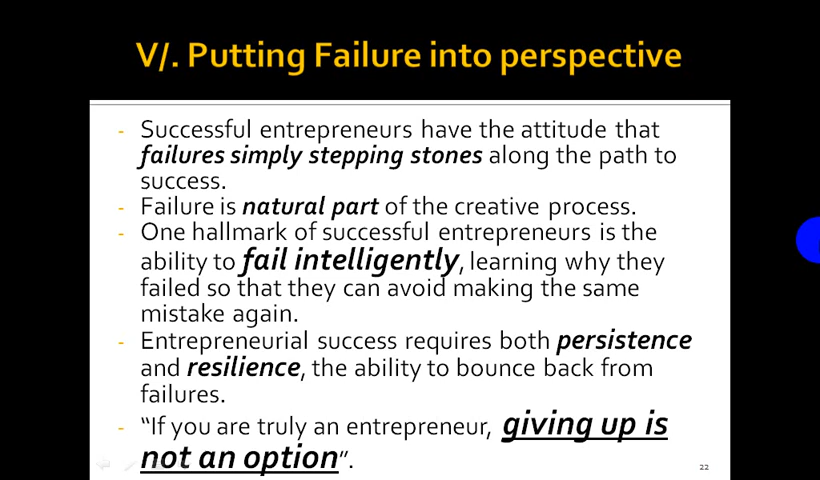 V/. Putting Failure into perspective
- Successful entrepreneurs have the attitude that
failures simply stepping stones along the path to
success.
- Failure is natural part of the creative process.
- One hallmark of successful entrepreneurs is the
ability to fail intelligently, learning why they
failed so that they can avoid making the same
mistake again.
- Entrepreneurial success requires both persistence
and resilience, the ability to bounce back from
failures.
- “If you are truly an entrepreneur, giving up is
not an option”.
22